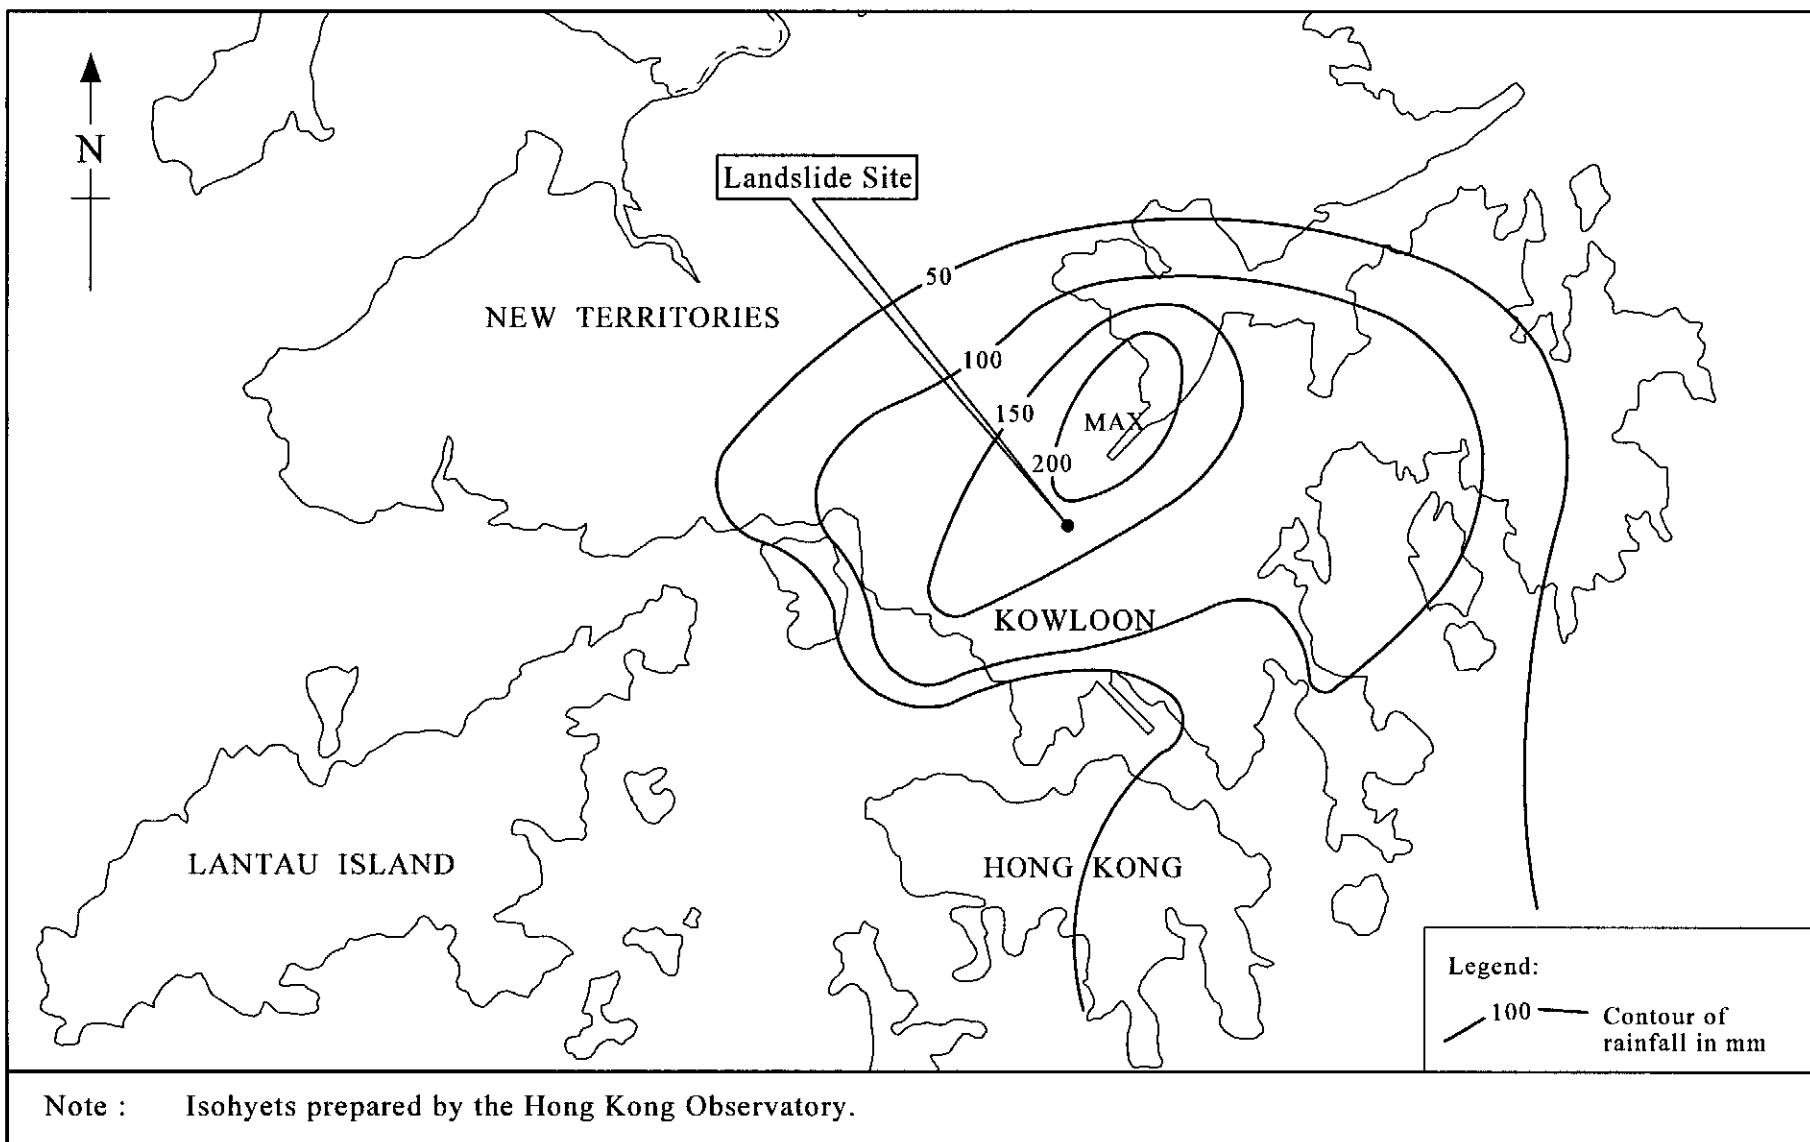 N
Landslide Site
50
NEW TERRITORIES
100
150
MAX
200
KOWLOON
LANTAU ISLAND
HONG KONG
Legend:
100
Contour of
rainfall in mm
Note : Isohyets prepared by the Hong Kong Observatory.